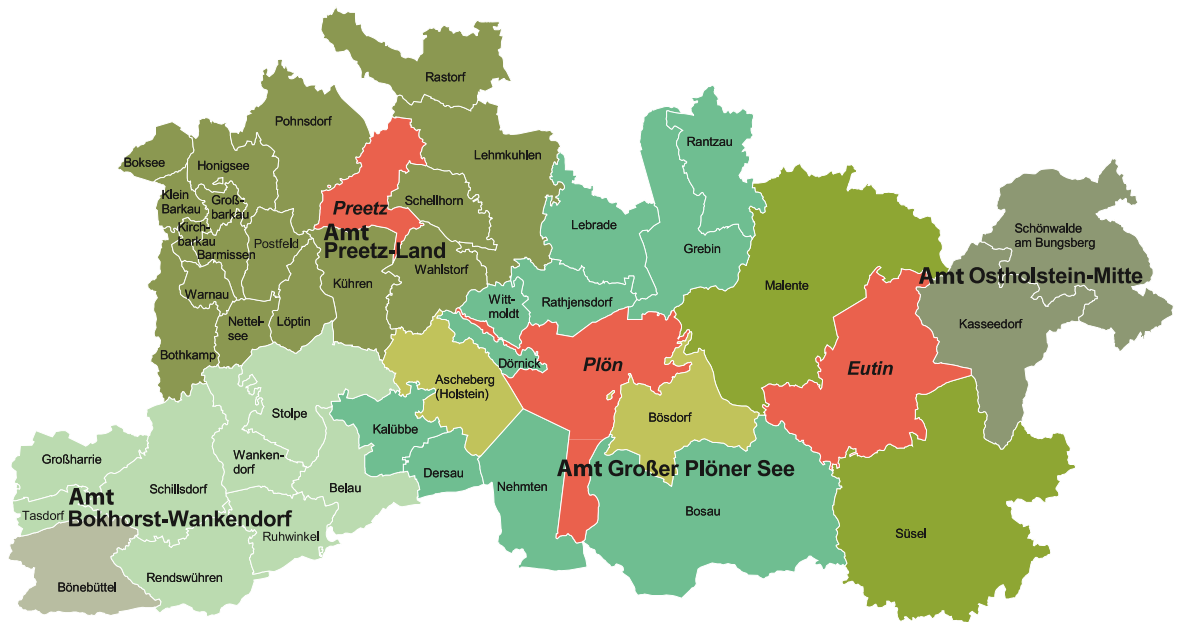 Rastorf
Pohnsdorf
Rantzau
Lehmkuhlen
Boksee
Honigsee
Klein
Barkau
Groß-
barkau
Preetz
Schellhorn
Lebrade
Schönwalde
am Bungsberg
Kirch-
barkau
Barmissen
Postfeld
Amt
Preetz-Land
Grebin
Wahlstorf
Amt Ostholstein-Mitte
Kühren
Malente
Warnau
Witt-
moldt
Rathjensdorf
Nettel-
see
Löptin
Kasseedorf
Bothkamp
Dörnick
Plön
Eutin
Ascheberg
(Holstein)
Stolpe
Bösdorf
Kalübbe
Großharrie
Wanken-
dorf
Dersau
Amt Großer Plöner See
Nehmten
Belau
Schillsdorf
Amt
Bokhorst-Wankendorf
Tasdorf
Bosau
Ruhwinkel
Süsel
Rendswühren
Bönebüttel